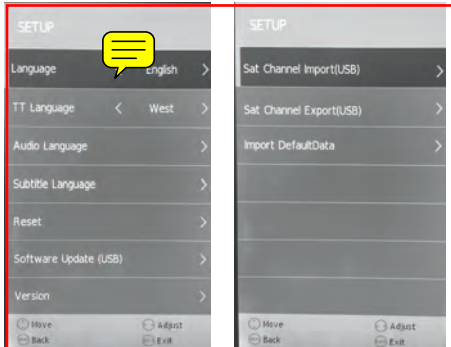 SETUP
Language English
TT Language West
Audio Language
Subtitle Language
Reset
Software Update (USB)
Version
Move Adjust
Back Exit
SETUP
Sat Channel Import(USB)
Sat Channel Export(USB)
Import DefaultData
Move Adjust
Back Exit